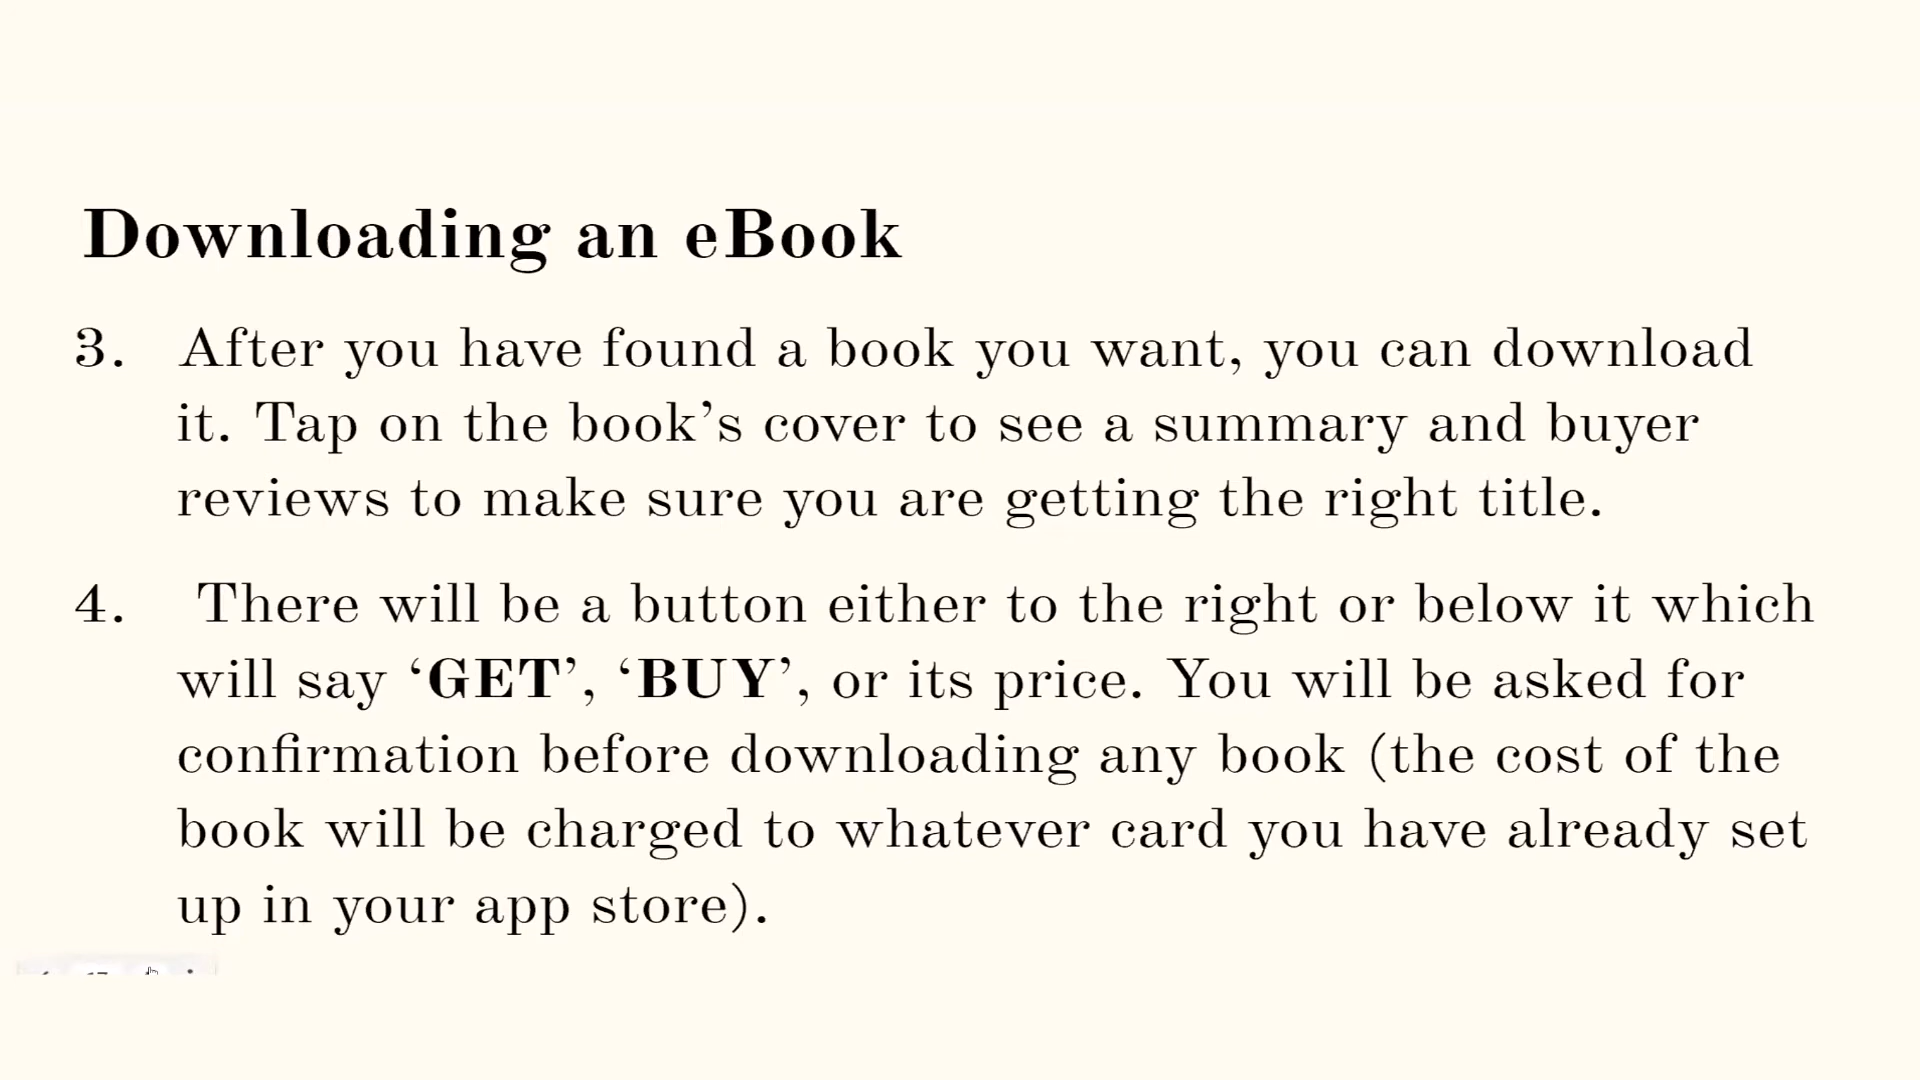 Downloading an eBook
3. After you have found a book you want, you can download
it. Tap on the book’s cover to see a summary and buyer
reviews to make sure you are getting the right title.
4. There will be a button either to the right or below it which
will say ‘GET’, ‘BUY’, or its price. You will be asked for
confirmation before downloading any book (the cost of the
book will be charged to whatever card you have already set
up in your app store).